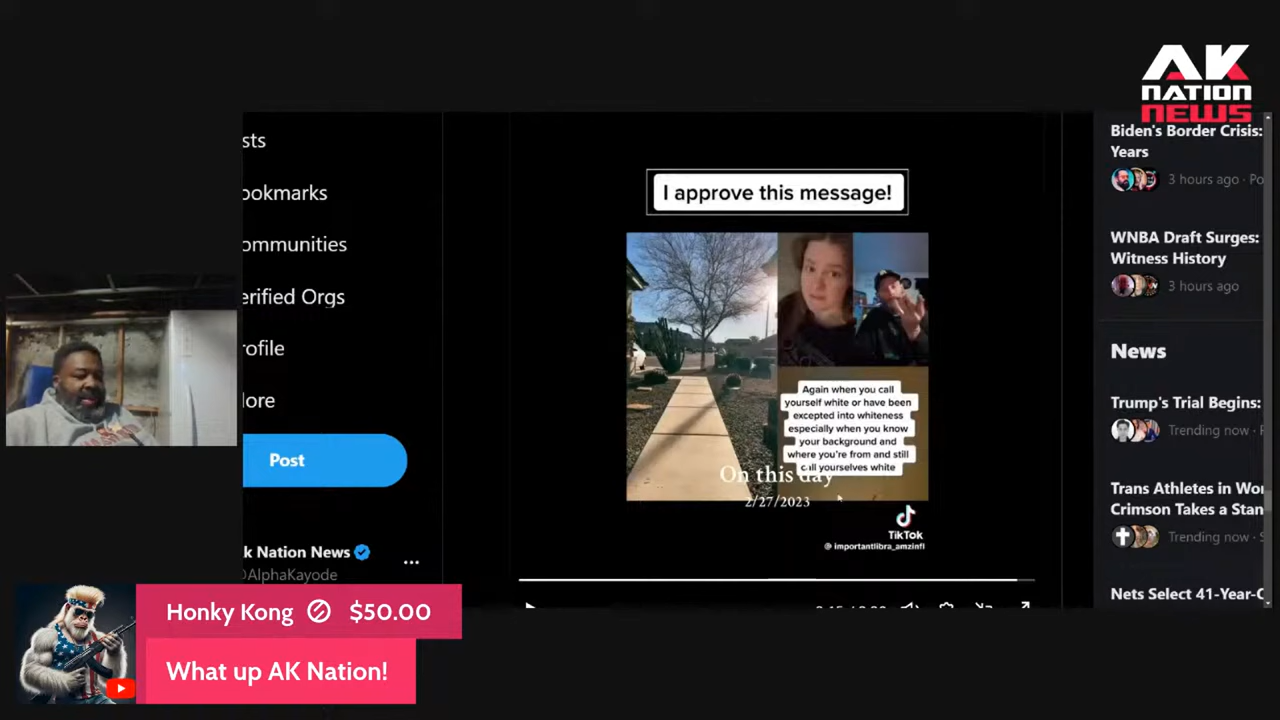 AK
NATION
NEWS
sts
ookmarks
ommunities
erified Orgs
rofile
lore
Post
k Nation News
@AlphaKayode
I approve this message!
Again when you call
yourself white or have been
excepted into whiteness
especially when you know
your background and
where you're from and still
call yourselves white
On this day
2/27/2023
TikTok
@ importantlibra_amzinfl
Biden's Border Crisis:
Years
3 hours ago · Po
WNBA Draft Surges:
Witness History
3 hours ago
News
Trump's Trial Begins:
Trending now ·
Trans Athletes in Wor
Crimson Takes a Stan
Trending now · S
Nets Select 41-Year-C
Honky Kong $50.00
What up AK Nation!